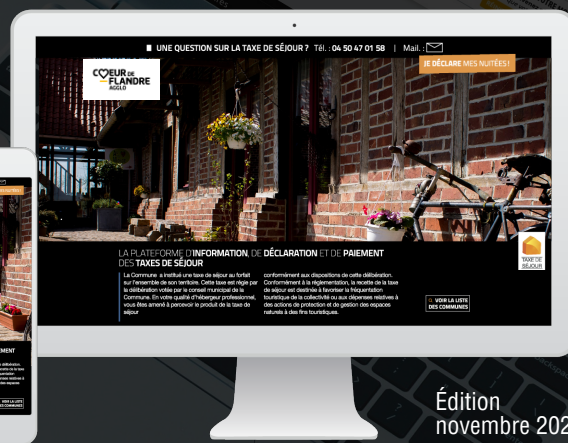 UNE QUESTION SUR LA TAXE DE SÉJOUR ? Tél. : 04 50 47 01 58 | Mail. :
JE DÉCLARE MES NUITÉES !
CŒUR DE
FLANDRE
AGGLO
LA PLATEFORME D'INFORMATION, DE DÉCLARATION ET DE PAIEMENT
DES TAXES DE SÉJOUR
La Commune a institué une taxe de séjour au forfait
sur l'ensemble de son territoire. Cette taxe est régie par
la délibération votée par le conseil municipal de la
Commune. En votre qualité d'hébergeur professionnel,
vous êtes amené à percevoir le produit de la taxe de
séjour
conformément aux dispositions de cette délibération.
Conformément à la réglementation, la recette de la taxe
de séjour est destinée à favoriser la fréquentation
touristique de la collectivité ou aux dépenses relatives à
des actions de protection et de gestion des espaces
naturels à des fins touristiques.
VOIR LA LISTE
DES COMMUNES
TAXE DE
SÉJOUR
VOIR LA LISTE
DES COMMUNES
Édition
novembre 202